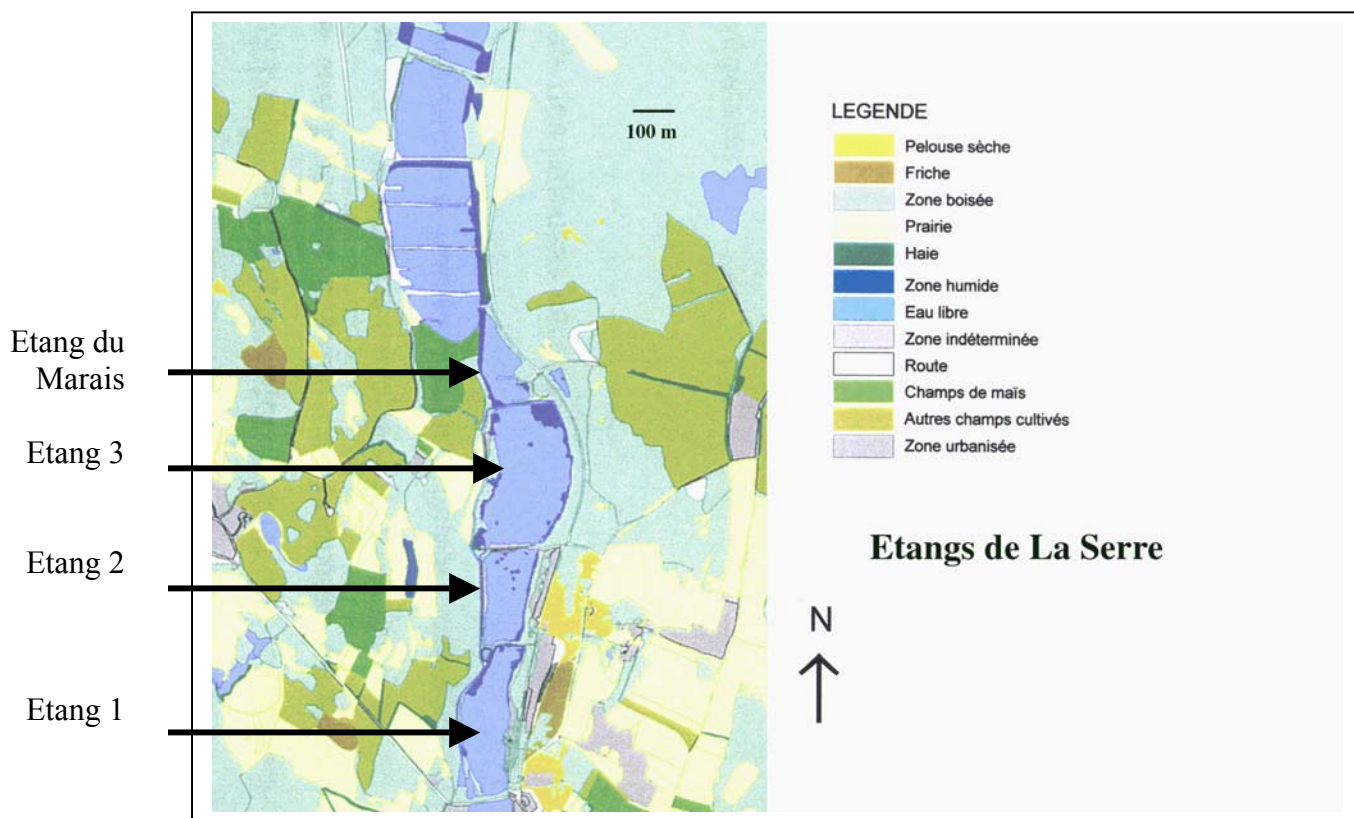 100 m
Etang du
Marais
Etang 3
Etang 2
Etang 1
LEGENDE
Pelouse sèche
Friche
Zone boisée
Prairie
Haie
Zone humide
Eau libre
Zone indéterminée
Route
Champs de maïs
Autres champs cultivés
Zone urbanisée
Etangs de La Serre
N